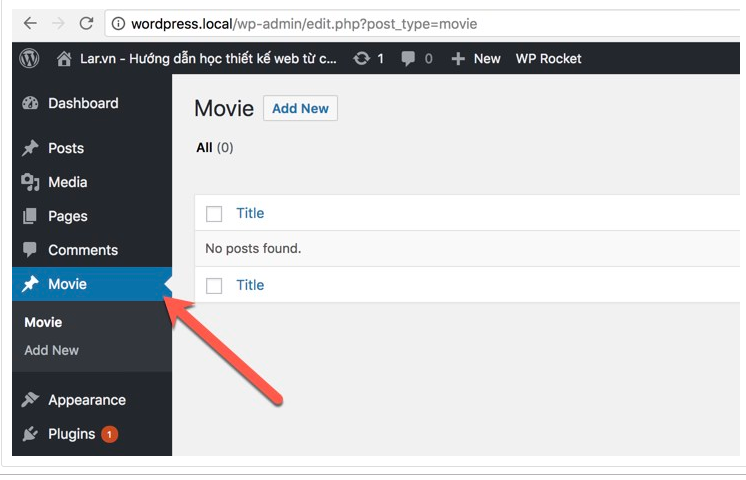 wordpress.local/wp-admin/edit.php?post_type=movie
Lar.vn - Hướng dẫn học thiết kế web từ c... 1 0 New WP Rocket
Dashboard
Posts
Media
Pages
Comments
Movie
Movie
Add New
Appearance
Plugins 1
Movie Add New
All (0)
Title
No posts found.
Title